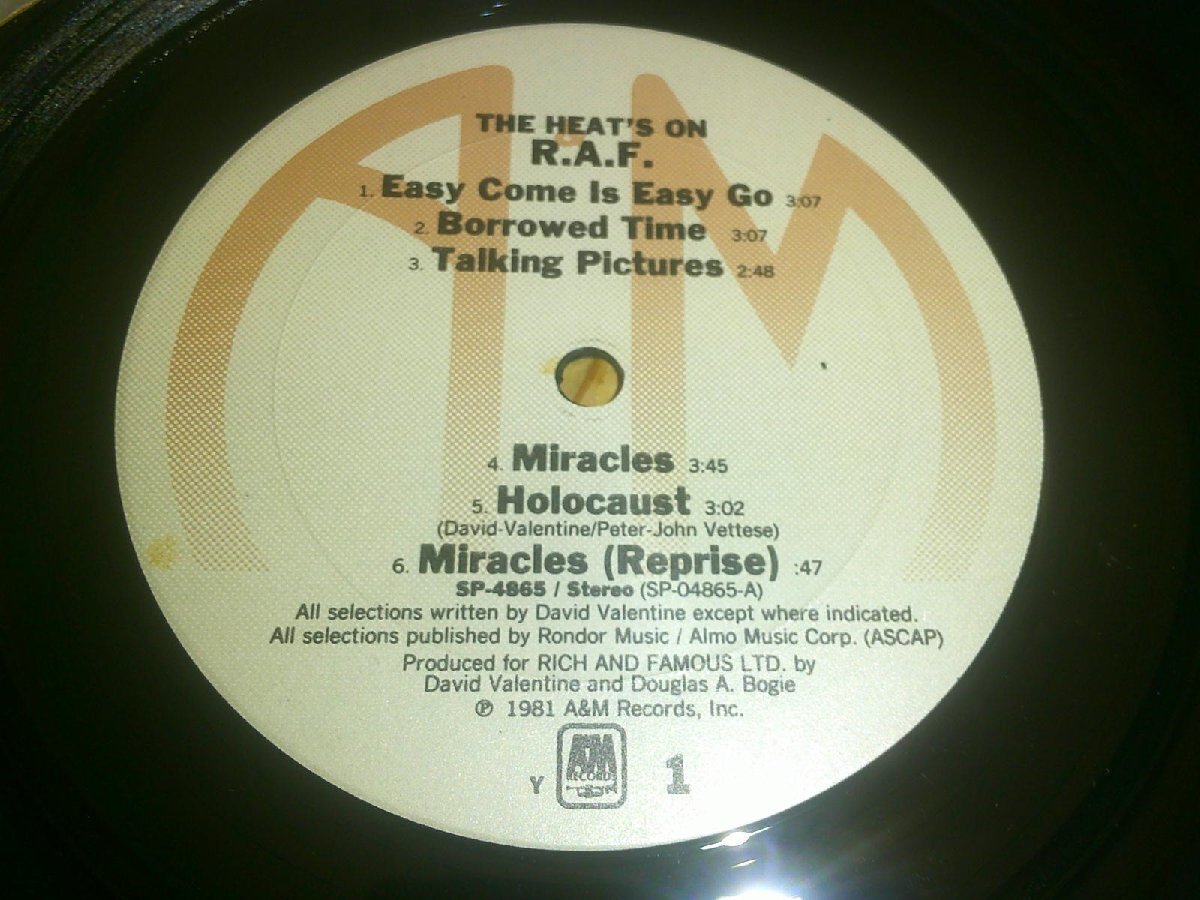 THE HEAT'S ON
R.A.F.
1. Easy Come Is Easy Go 3:07
2. Borrowed Time 3:07
3. Talking Pictures 2:48
4. Miracles 3:45
5. Holocaust 3:02
(David-Valentine/Peter-John Vettese)
6. Miracles (Reprise) :47
SP-4865 / Stereo (SP-04865-A)
All selections written by David Valentine except where indicated.
All selections published by Rondor Music / Almo Music Corp. (ASCAP)
Produced for RICH AND FAMOUS LTD. by
David Valentine and Douglas A. Bogie
℗ 1981 A&M Records, Inc.
A&M
RECORDS
Y 1